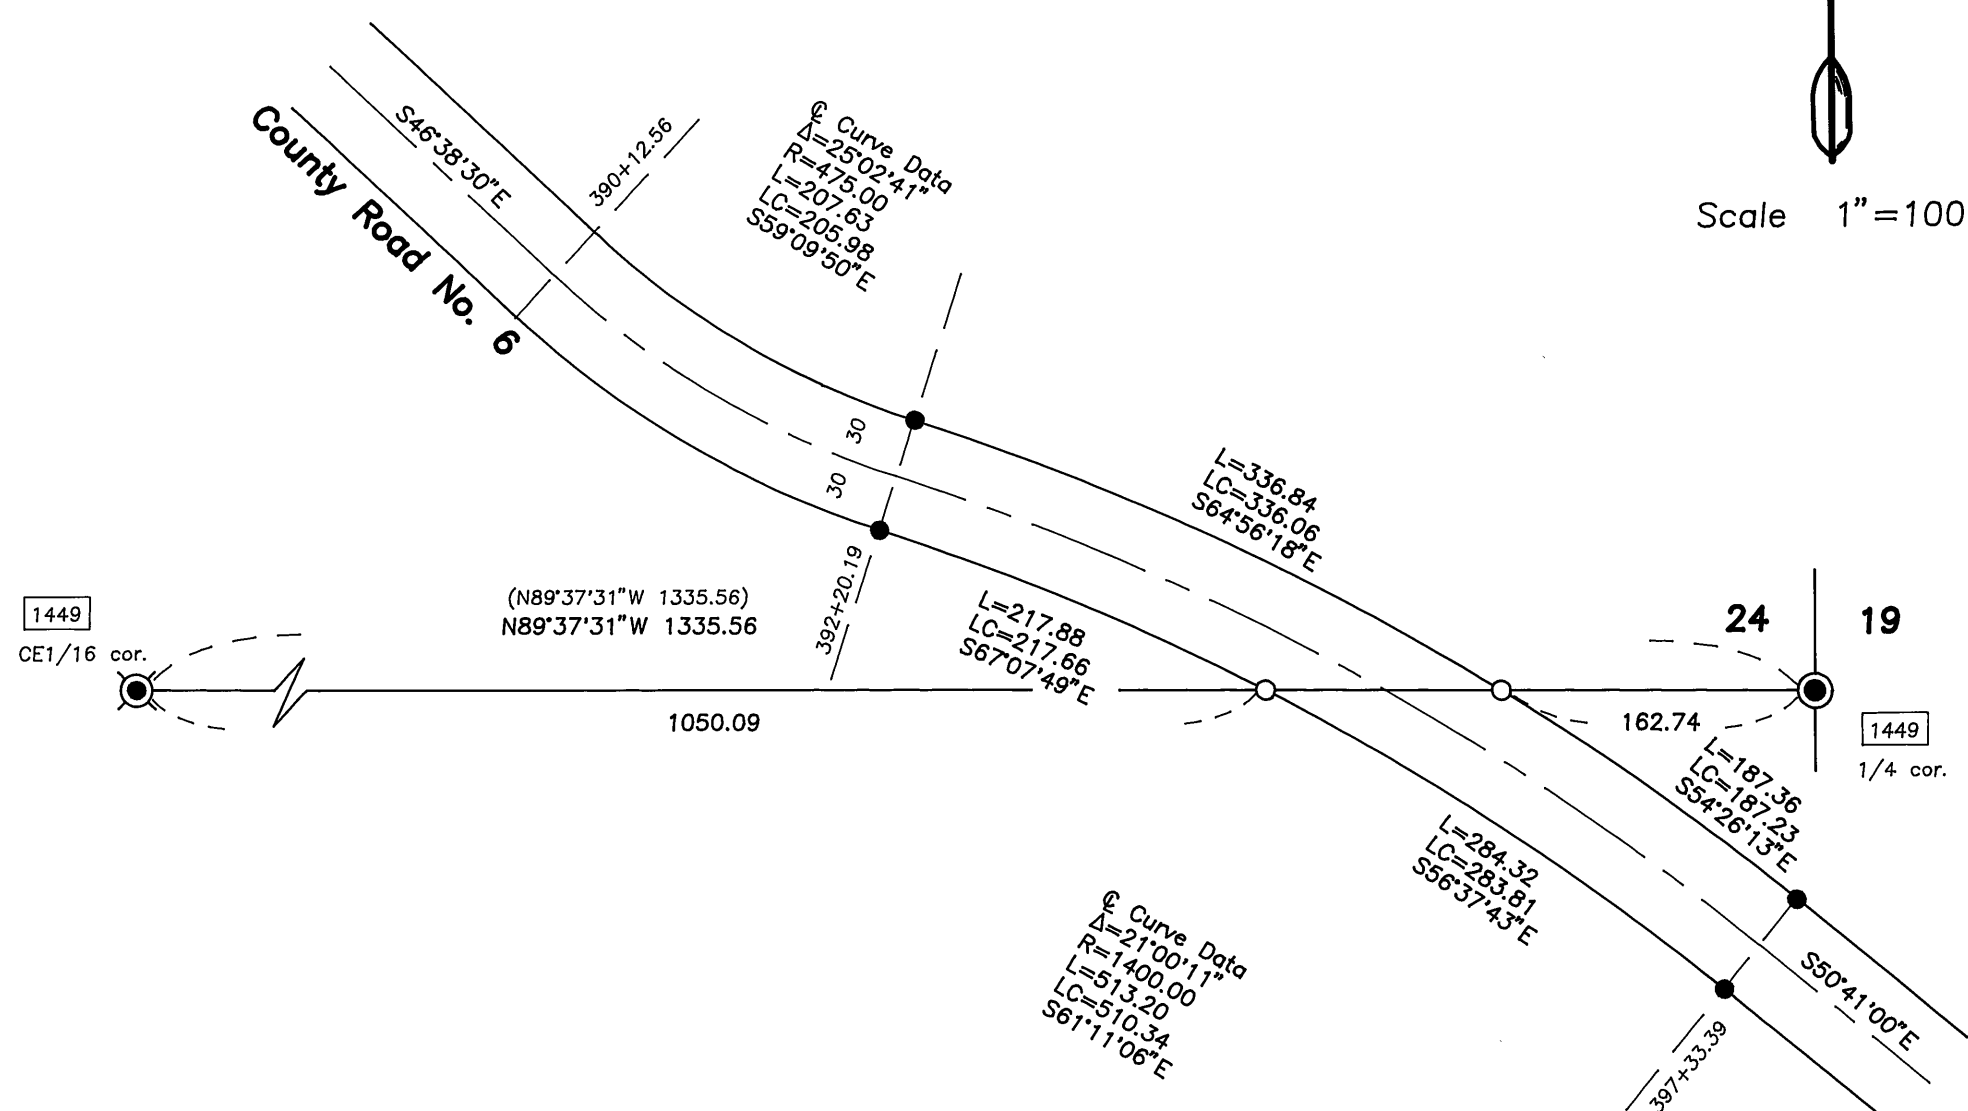 S46°38'30"E
County Road No. 6
390+12.56
℄ Curve Data
Δ=25°02'41"
R=475.00
L=207.63
LC=205.98
S59°09'50"E
Scale 1"=100
30
30
392+20.19
L=336.84
LC=336.06
S64°56'18"E
(N89°37'31"W 1335.56)
N89°37'31"W 1335.56
1449
CE1/16 cor.
L=217.88
LC=217.66
S67°07'49"E
24
19
1050.09
162.74
1449
1/4 cor.
L=187.36
LC=187.23
S54°26'13"E
L=284.32
LC=283.81
S56°37'43"E
℄ Curve Data
Δ=21°00'11"
R=1400.00
L=513.20
LC=510.34
S61°11'06"E
S50°41'00"E
397+33.39